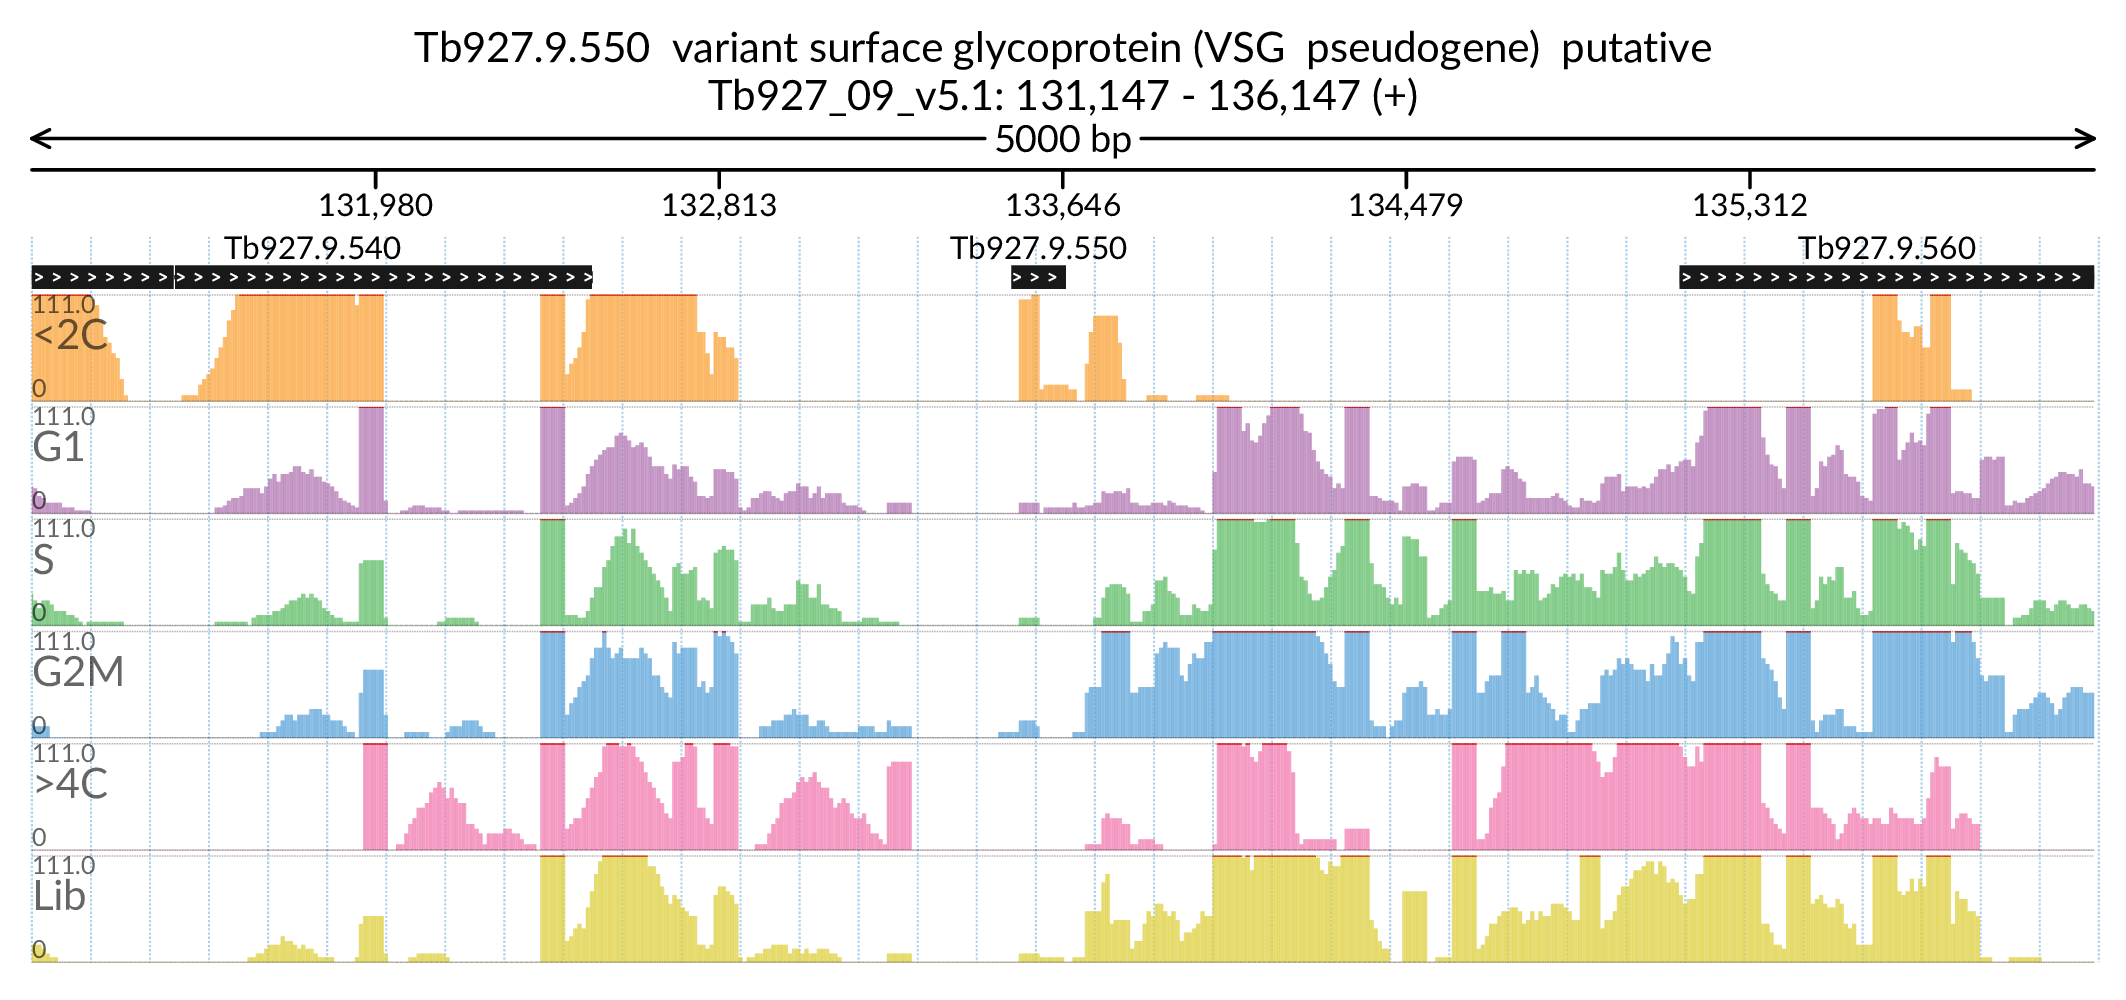 Tb927.9.550 variant surface glycoprotein (VSG pseudogene) putative
Tb927_09_v5.1: 131,147 - 136,147 (+)
5000 bp
131,980 132,813 133,646 134,479 135,312
Tb927.9.540 Tb927.9.550 Tb927.9.560
111.0
<2C
0
111.0
G1
0
111.0
S
0
111.0
G2M
0
111.0
>4C
0
111.0
Lib
0